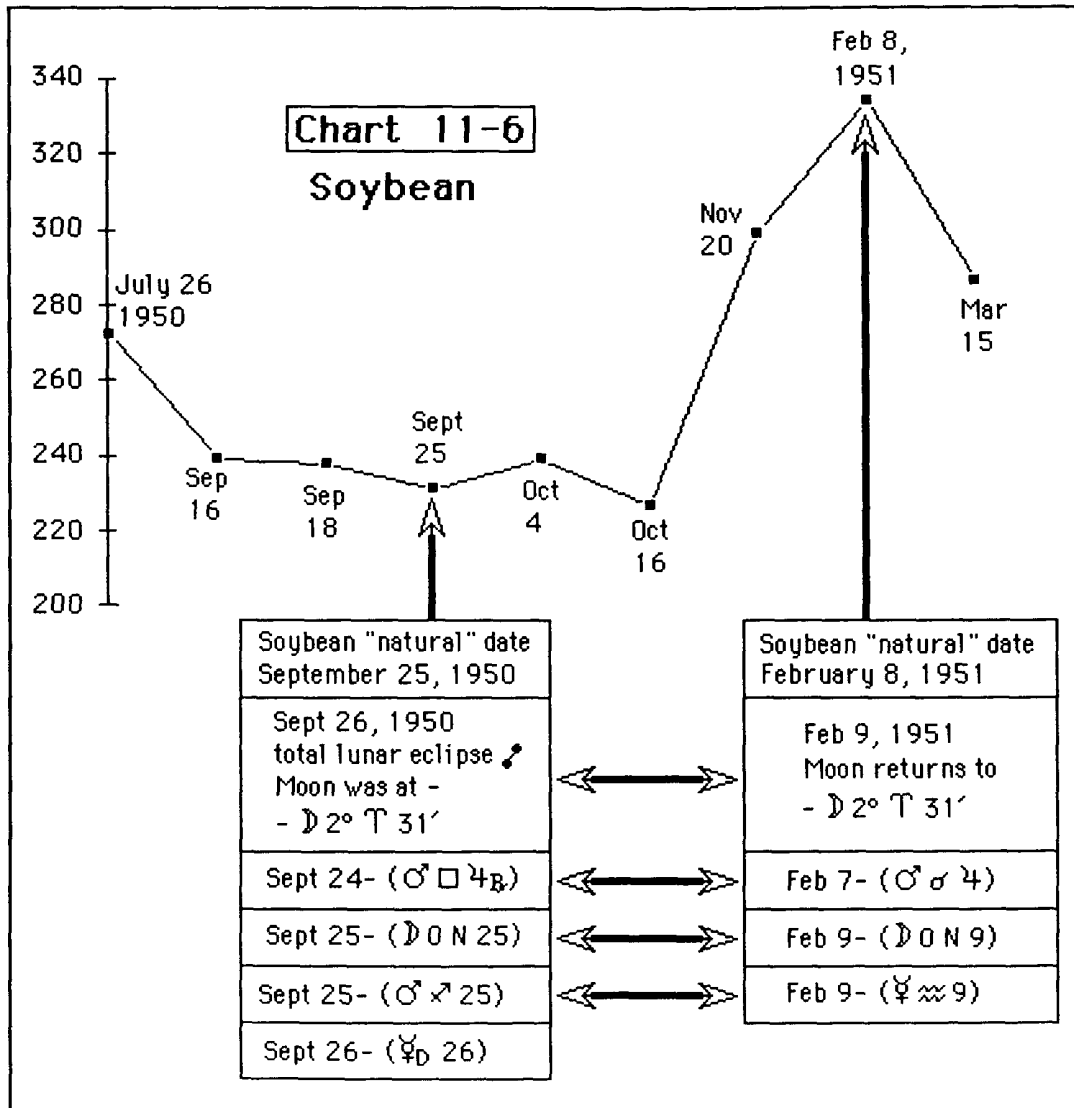 Chart 11-6
Soybean
340
320
300
280
260
240
220
200
July 26
1950
Sep
16
Sep
18
Sept
25
Oct
4
Oct
16
Nov
20
Feb 8,
1951
Mar
15
Soybean "natural" date
September 25, 1950
Sept 26, 1950
total lunar eclipse ☍
Moon was at -
- ☽ 2° ♈ 31′
Sept 24- (♂ □ ♃℞)
Sept 25- (☽ 0 N 25)
Sept 25- (♂ ♐ 25)
Sept 26- (☿D 26)
Soybean "natural" date
February 8, 1951
Feb 9, 1951
Moon returns to
- ☽ 2° ♈ 31′
Feb 7- (♂ ☌ ♃)
Feb 9- (☽ 0 N 9)
Feb 9- (☿ ♒ 9)